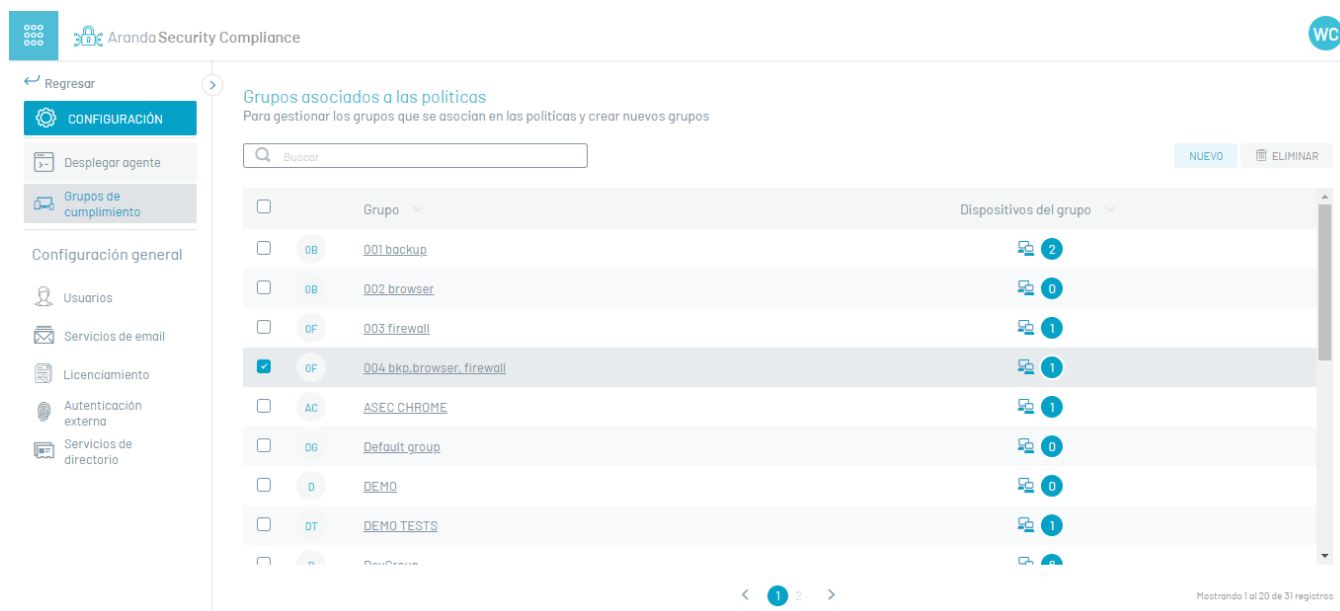 Aranda Security Compliance
WC
Regresar
CONFIGURACIÓN
Desplegar agente
Grupos de
cumplimiento
Configuración general
Usuarios
Servicios de email
Licenciamiento
Autenticación
externa
Servicios de
directorio
Grupos asociados a las políticas
Para gestionar los grupos que se asocian en las políticas y crear nuevos grupos
Buscar
NUEVO ELIMINAR
Grupo Dispositivos del grupo
0B 001 backup 2
0B 002 browser 0
0F 003 firewall 1
0F 004 bkp,browser, firewall 1
AC ASEC CHROME 1
DG Default group 0
D DEMO 0
DT DEMO TESTS 1
< 1 2 >
Mostrando 1 al 20 de 31 registros